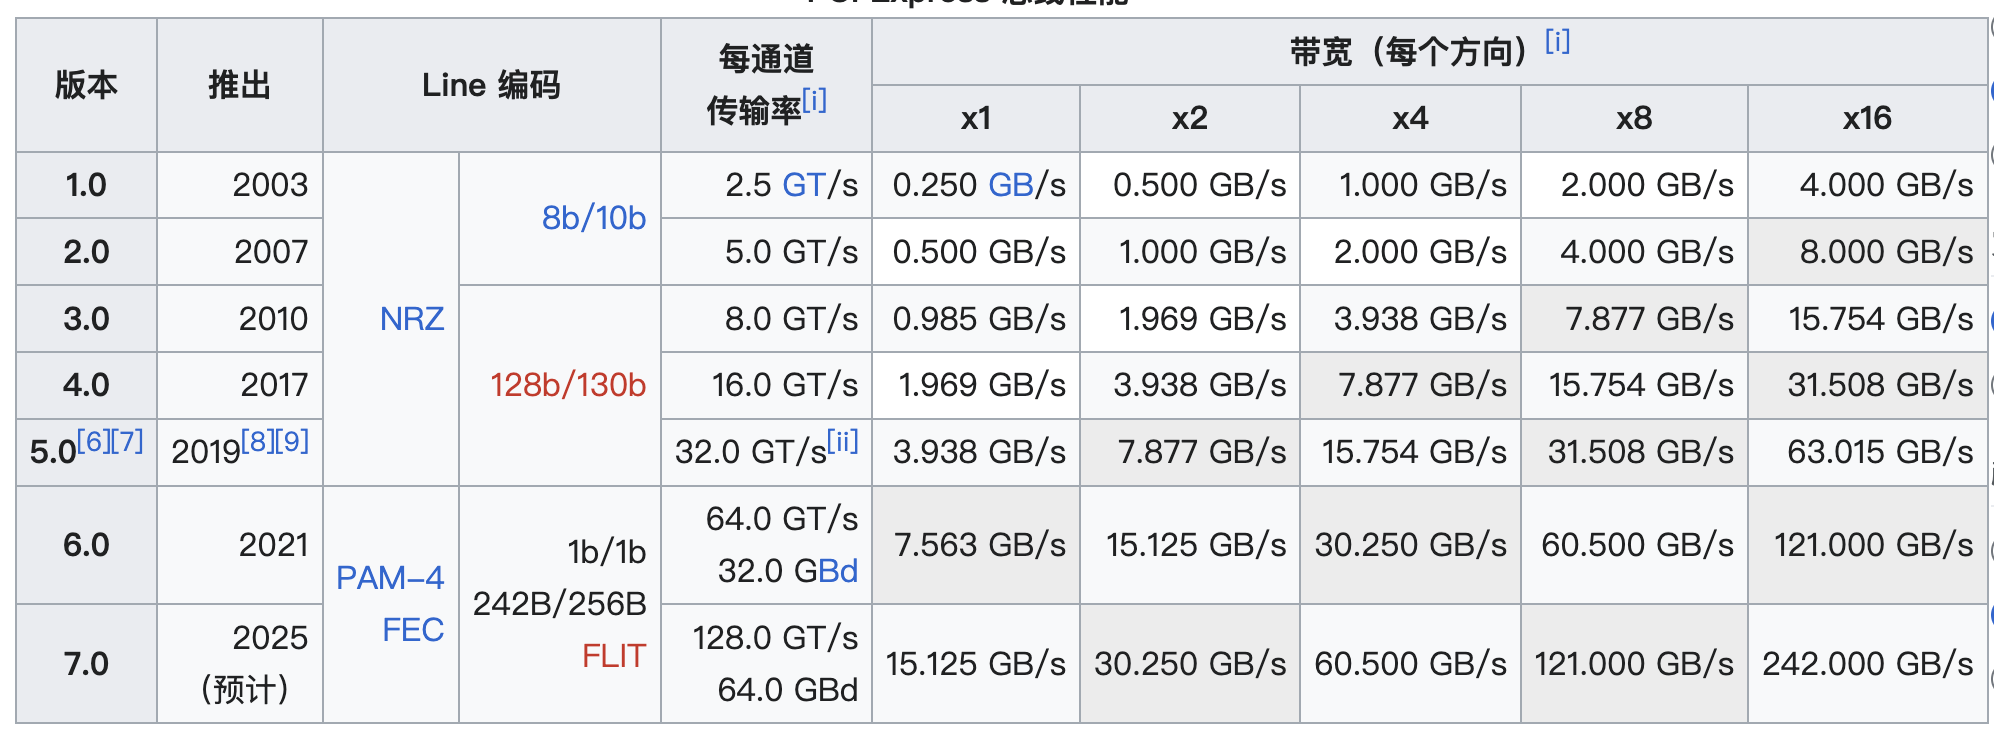 PCI Express 总线性能
版本 推出 Line 编码 每通道传输率[i] 带宽（每个方向）[i]
x1 x2 x4 x8 x16
1.0 2003 NRZ 8b/10b 2.5 GT/s 0.250 GB/s 0.500 GB/s 1.000 GB/s 2.000 GB/s 4.000 GB/s
2.0 2007 5.0 GT/s 0.500 GB/s 1.000 GB/s 2.000 GB/s 4.000 GB/s 8.000 GB/s
3.0 2010 128b/130b 8.0 GT/s 0.985 GB/s 1.969 GB/s 3.938 GB/s 7.877 GB/s 15.754 GB/s
4.0 2017 16.0 GT/s 1.969 GB/s 3.938 GB/s 7.877 GB/s 15.754 GB/s 31.508 GB/s
5.0[6][7] 2019[8][9] 32.0 GT/s[ii] 3.938 GB/s 7.877 GB/s 15.754 GB/s 31.508 GB/s 63.015 GB/s
6.0 2021 PAM-4 FEC 1b/1b 242B/256B FLIT 64.0 GT/s 32.0 GBd 7.563 GB/s 15.125 GB/s 30.250 GB/s 60.500 GB/s 121.000 GB/s
7.0 2025（预计） 128.0 GT/s 64.0 GBd 15.125 GB/s 30.250 GB/s 60.500 GB/s 121.000 GB/s 242.000 GB/s